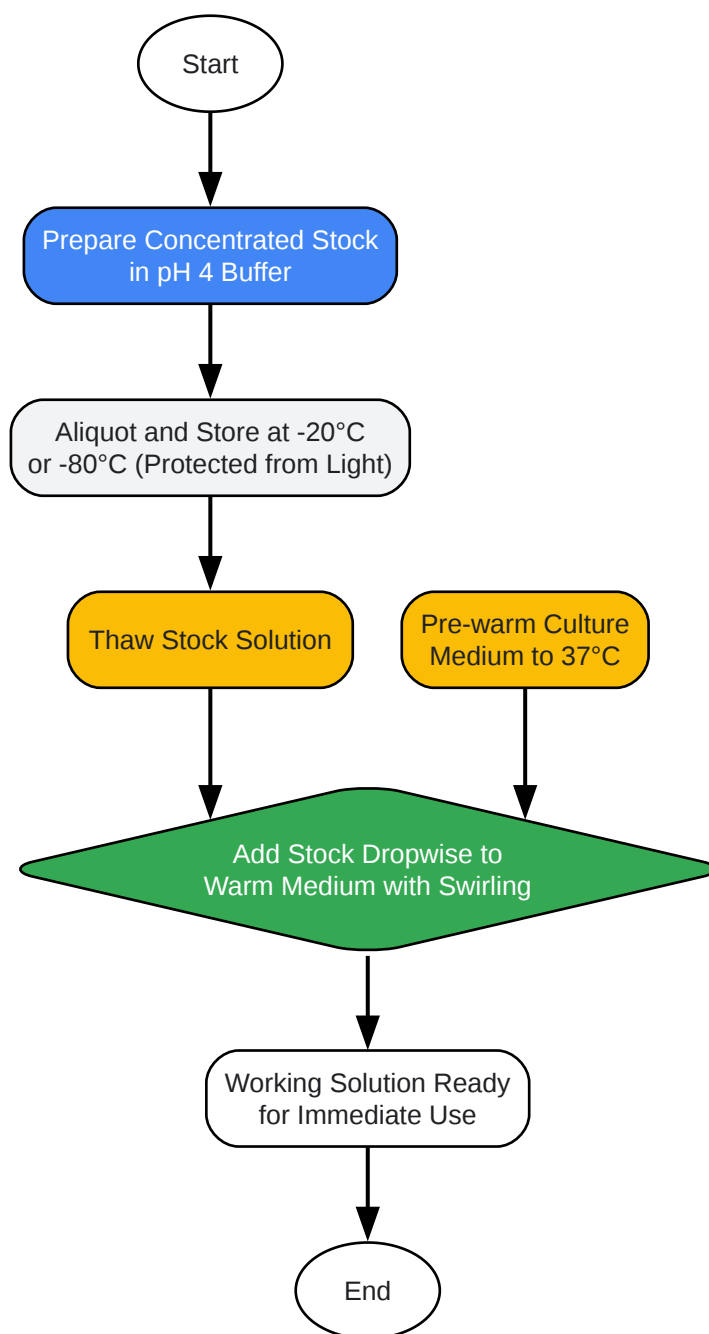 Start
Prepare Concentrated Stock
in pH 4 Buffer
Aliquot and Store at -20°C
or -80°C (Protected from Light)
Thaw Stock Solution
Pre-warm Culture
Medium to 37°C
Add Stock Dropwise to
Warm Medium with Swirling
Working Solution Ready
for Immediate Use
End